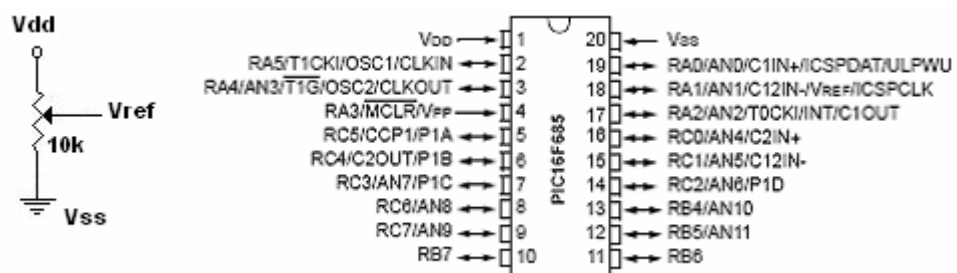 Vdd
Vref
10k
Vss
VDD 1
RA5/T1CKI/OSC1/CLKIN 2
RA4/AN3/T1G/OSC2/CLKOUT 3
RA3/MCLR/VPP 4
RC5/CCP1/P1A 5
RC4/C2OUT/P1B 6
RC3/AN7/P1C 7
RC6/AN8 8
RC7/AN9 9
RB7 10
PIC16F685
20 VSS
19 RA0/AN0/C1IN+/ICSPDAT/ULPWU
18 RA1/AN1/C12IN-/VREF/ICSPCLK
17 RA2/AN2/T0CKI/INT/C1OUT
16 RC0/AN4/C2IN+
15 RC1/AN5/C12IN-
14 RC2/AN6/P1D
13 RB4/AN10
12 RB5/AN11
11 RB6